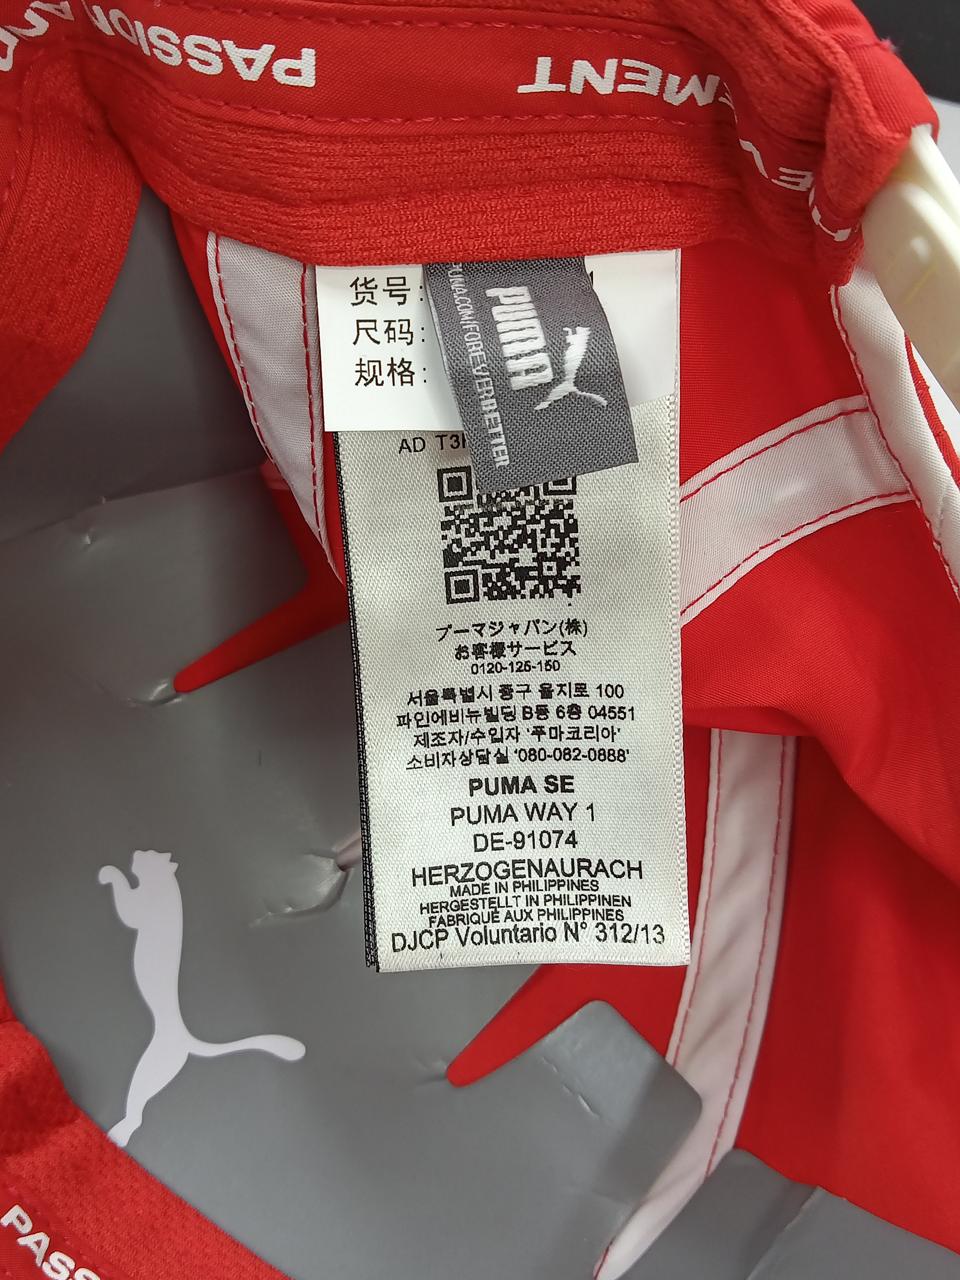 PASSION
EMENT
货号:
尺码:
规格:
PUMA
PUMA.COM/FOREVERBETTER
AD T3
プーマジャパン(株)
お客様サービス
0120-125-150
서울특별시 중구 을지로 100
파인에비뉴빌딩 B동 6층 04551
제조자/수입자 '푸마코리아'
소비자상담실 '080-082-0888'
PUMA SE
PUMA WAY 1
DE-91074
HERZOGENAURACH
MADE IN PHILIPPINES
HERGESTELLT IN PHILIPPINEN
FABRIQUÉ AUX PHILIPPINES
DJCP Voluntario N° 312/13
PASS